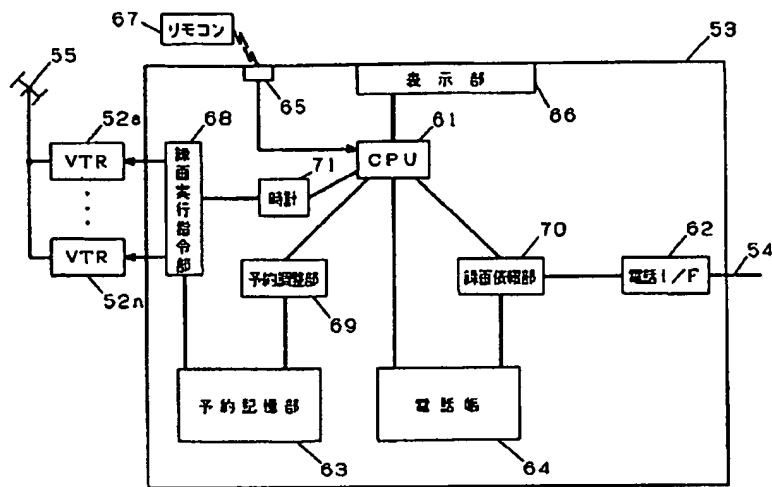 67
リモコン
53
55
65
表示部
66
52a
68
61
VTR
録画実行指令部
71
CPU
時計
70
62
VTR
予約調整部
録画依頼部
電話I/F
54
52n
69
予約記憶部
電話帳
63
64